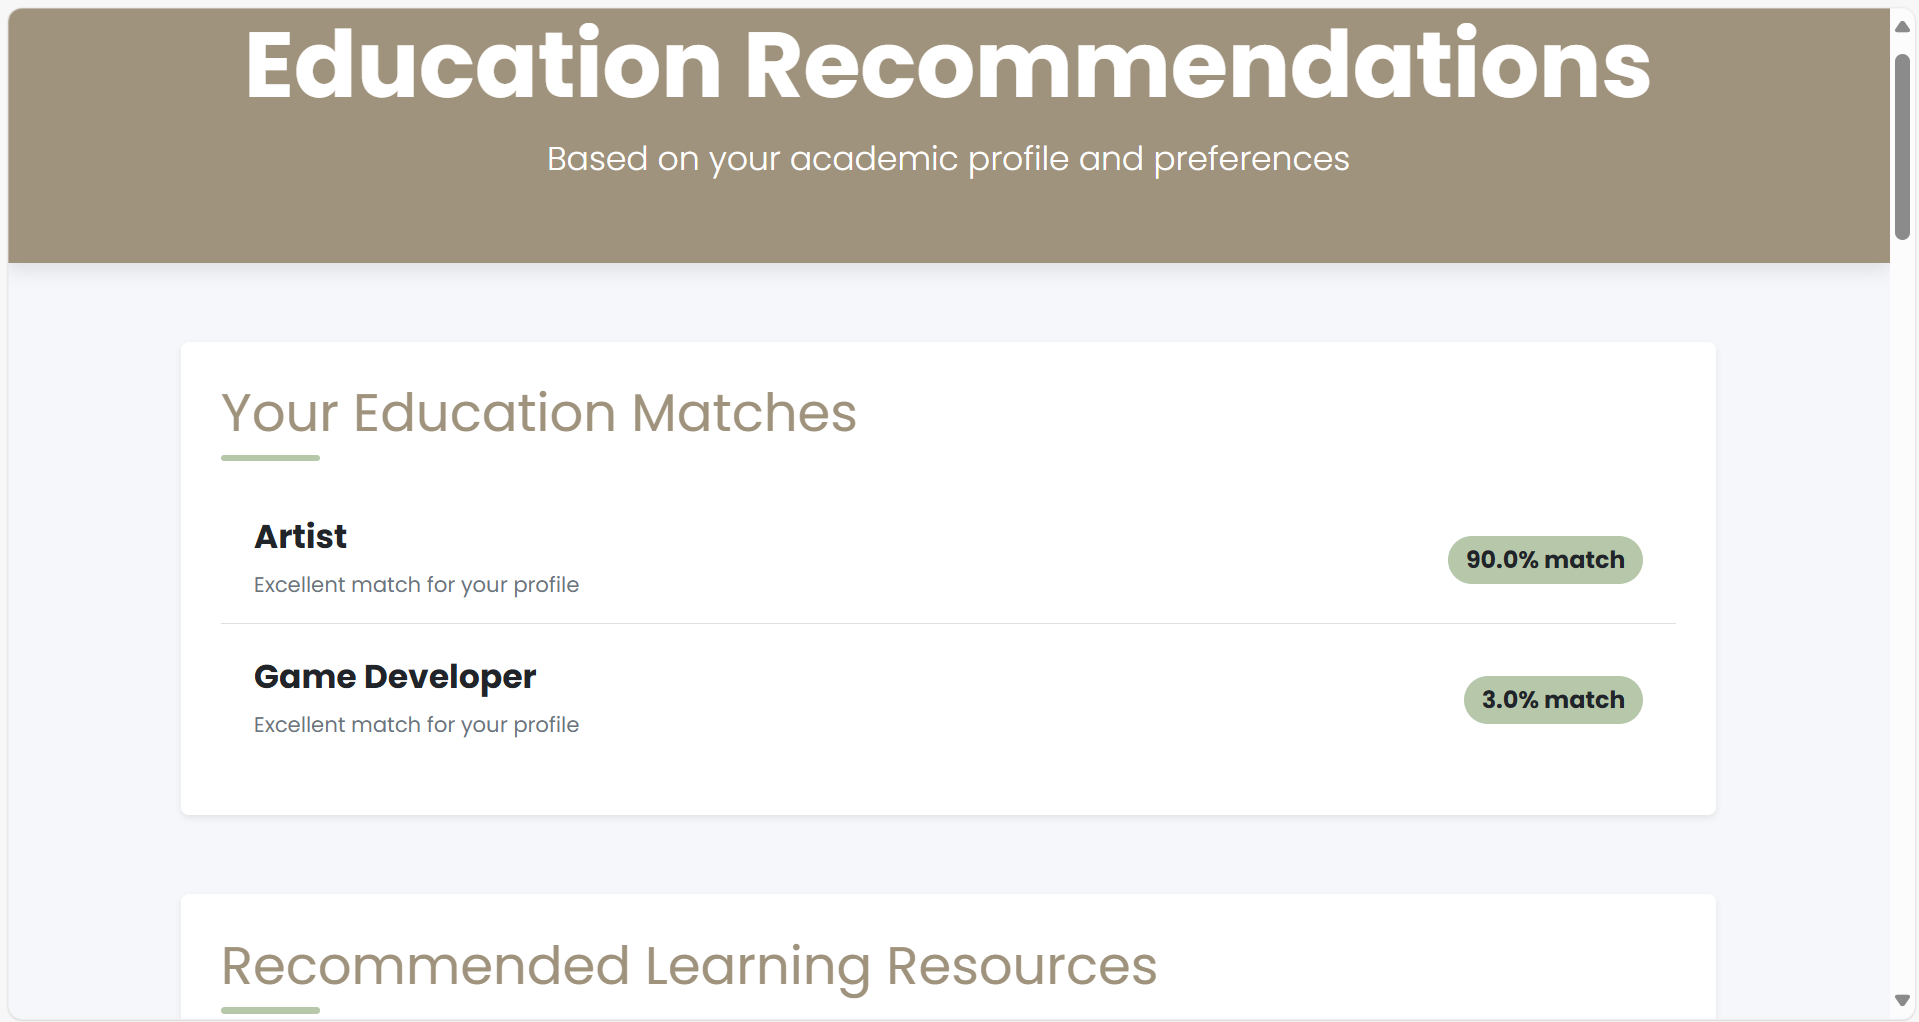 Education Recommendations
Based on your academic profile and preferences
Your Education Matches
Artist
Excellent match for your profile
90.0% match
Game Developer
Excellent match for your profile
3.0% match
Recommended Learning Resources